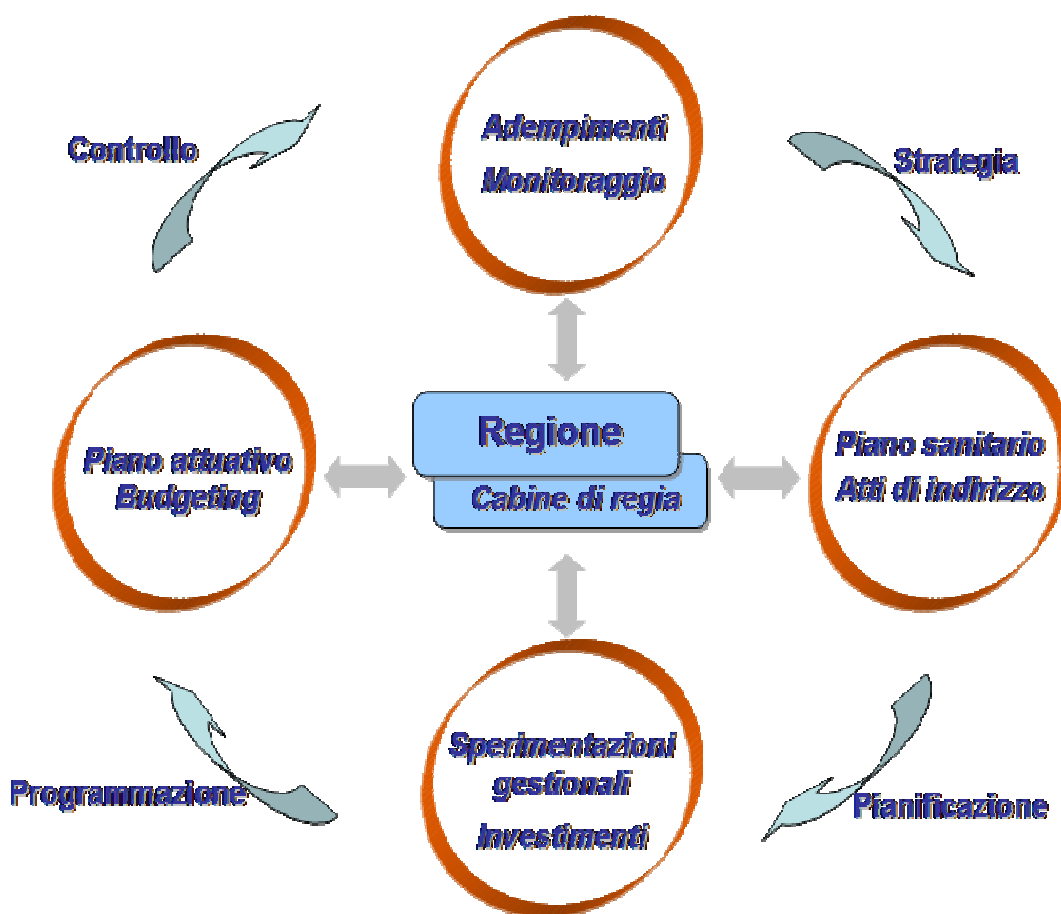 Adempimenti
Monitoraggio
Controllo
Strategia
Regione
Cabine di regia
Piano attuativo
Budgeting
Piano sanitario
Atti di indirizzo
Sperimentazioni
gestionali
Investimenti
Programmazione
Pianificazione